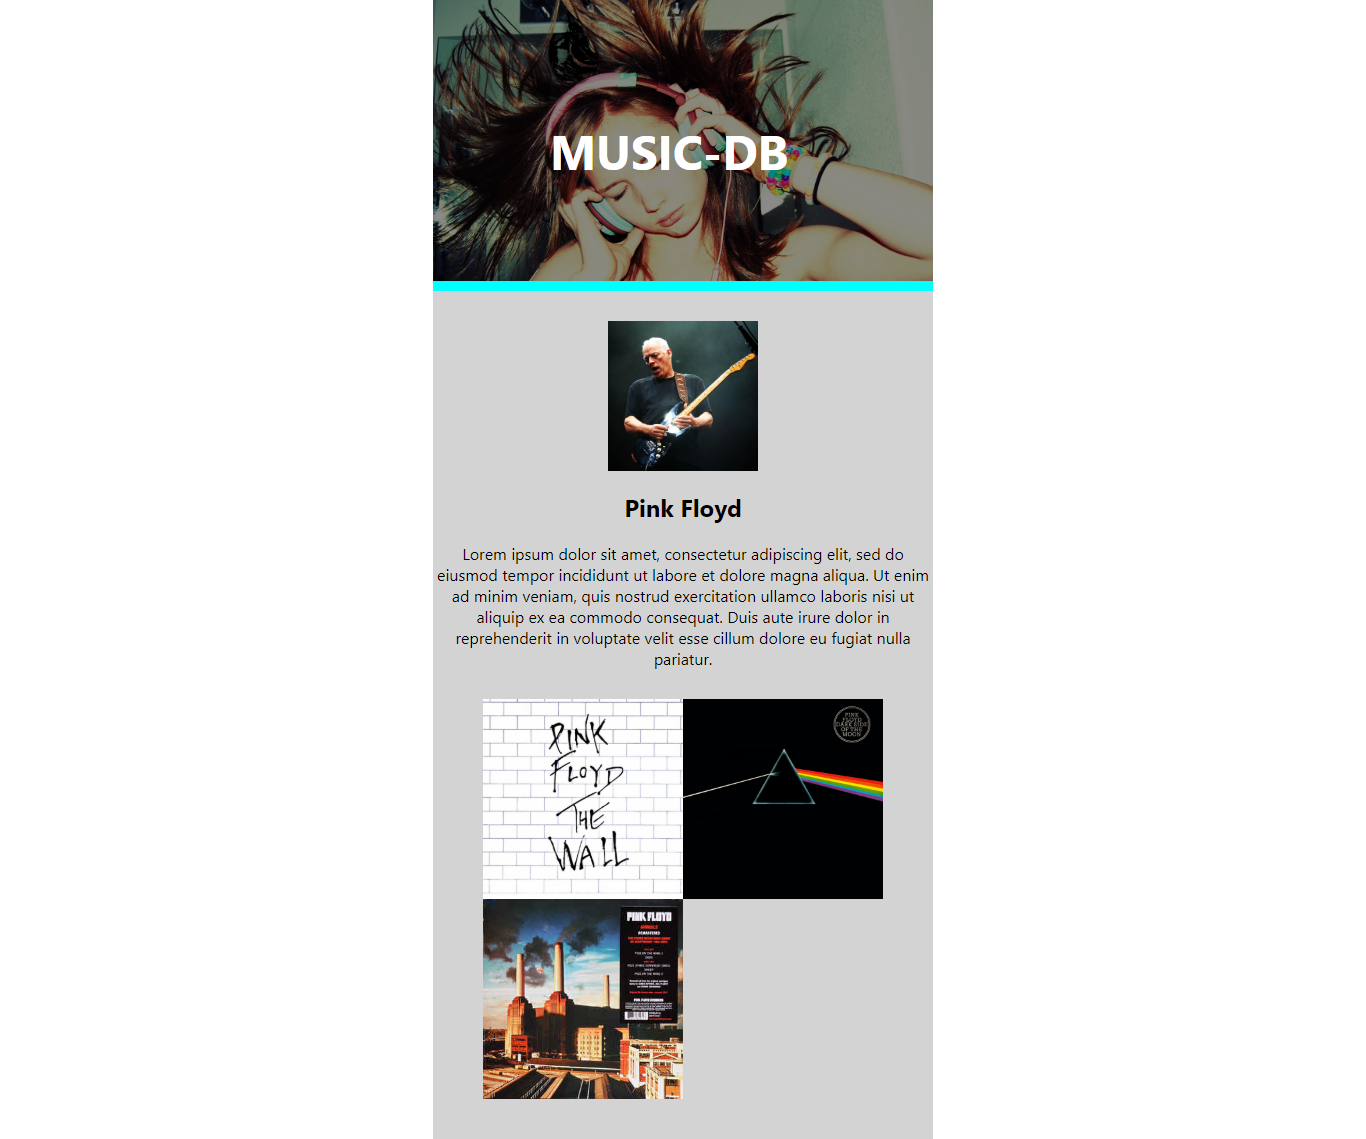 MUSIC-DB
Pink Floyd
Lorem ipsum dolor sit amet, consectetur adipiscing elit, sed do
eiusmod tempor incididunt ut labore et dolore magna aliqua. Ut enim
ad minim veniam, quis nostrud exercitation ullamco laboris nisi ut
aliquip ex ea commodo consequat. Duis aute irure dolor in
reprehenderit in voluptate velit esse cillum dolore eu fugiat nulla
pariatur.
PINK
FLOYD
THE
WALL
PINK
FLOYD
DARK SIDE
OF THE
MOON
PINK FLOYD
ANIMALS
REMASTERED